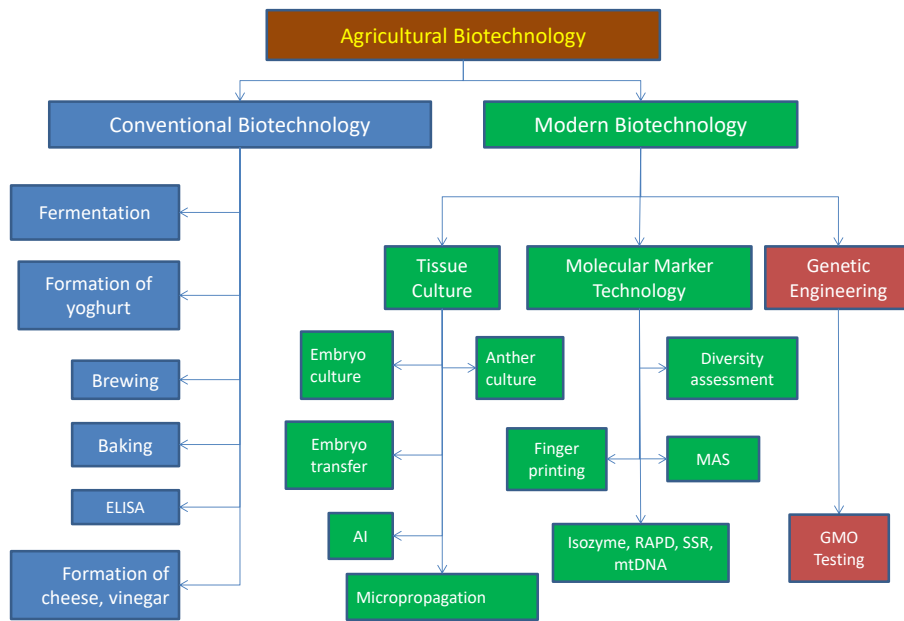 Agricultural Biotechnology
Conventional Biotechnology
Modern Biotechnology
Fermentation
Formation of
yoghurt
Brewing
Baking
ELISA
Formation of
cheese, vinegar
Tissue
Culture
Molecular Marker
Technology
Genetic
Engineering
Embryo
culture
Anther
culture
Embryo
transfer
AI
Micropropagation
Diversity
assessment
Finger
printing
MAS
Isozyme, RAPD, SSR,
mtDNA
GMO
Testing